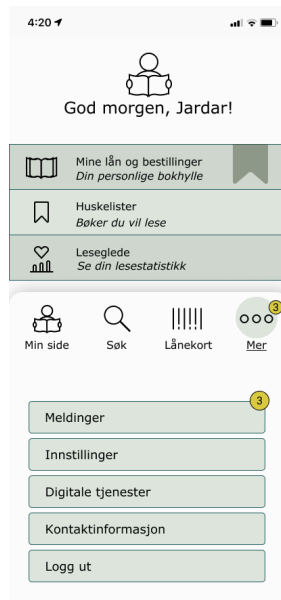 4:20
God morgen, Jardar!
Mine lån og bestillinger
Din personlige bokhylle
Huskelister
Bøker du vil lese
Leseglede
Se din lesestatistikk
3
Min side Søk Lånekort Mer
3
Meldinger
Innstillinger
Digitale tjenester
Kontaktinformasjon
Logg ut